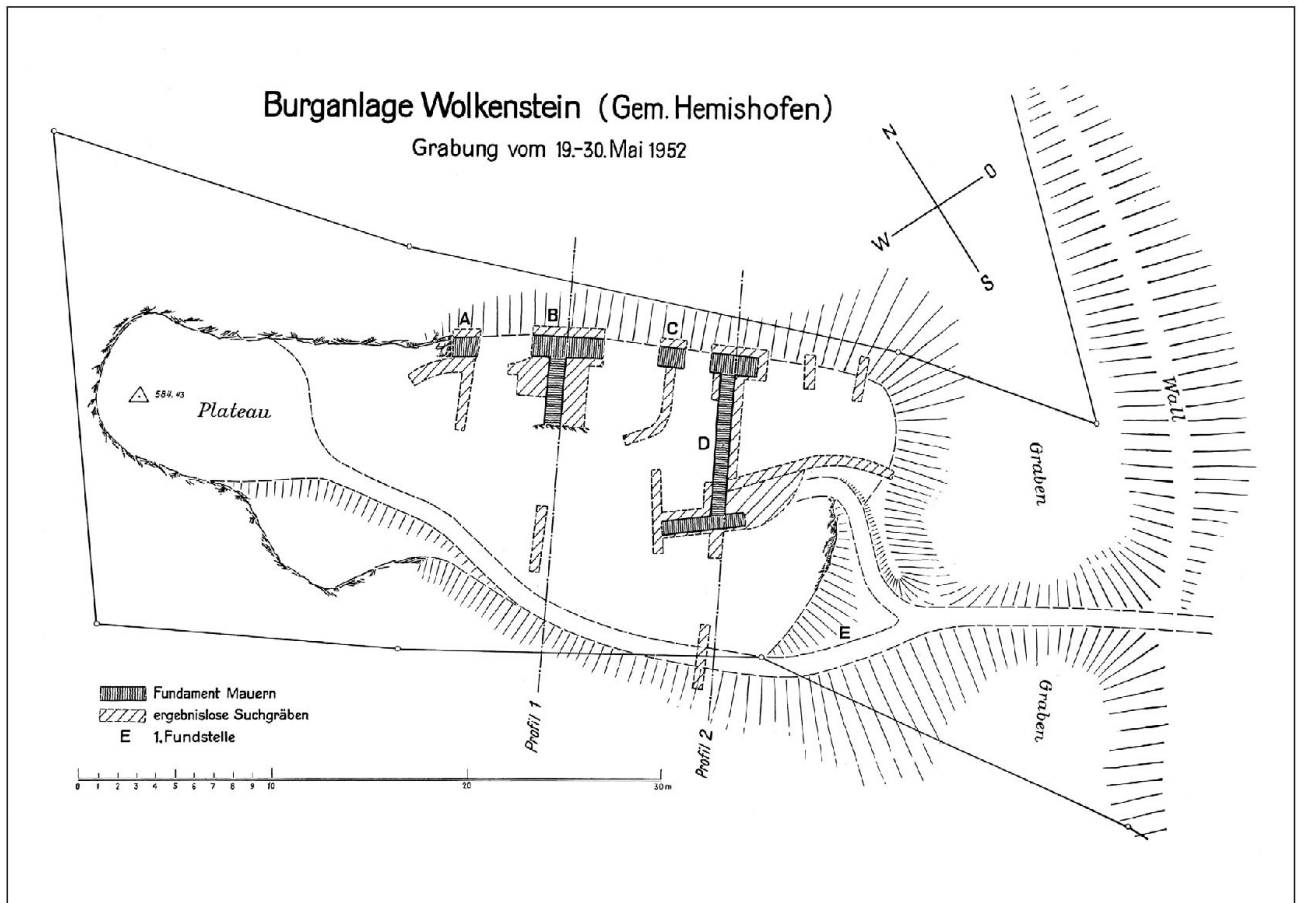 Burganlage Wolkenstein (Gem. Hemishofen)
Grabung vom 19.-30. Mai 1952
N
O
W
S
A
B
C
584.43
Plateau
D
Wall
Graben
E
Graben
Fundament Mauern
ergebnislose Suchgräben
E 1. Fundstelle
Profil 1
Profil 2
0 1 2 3 4 5 6 7 8 9 10 20 30 m